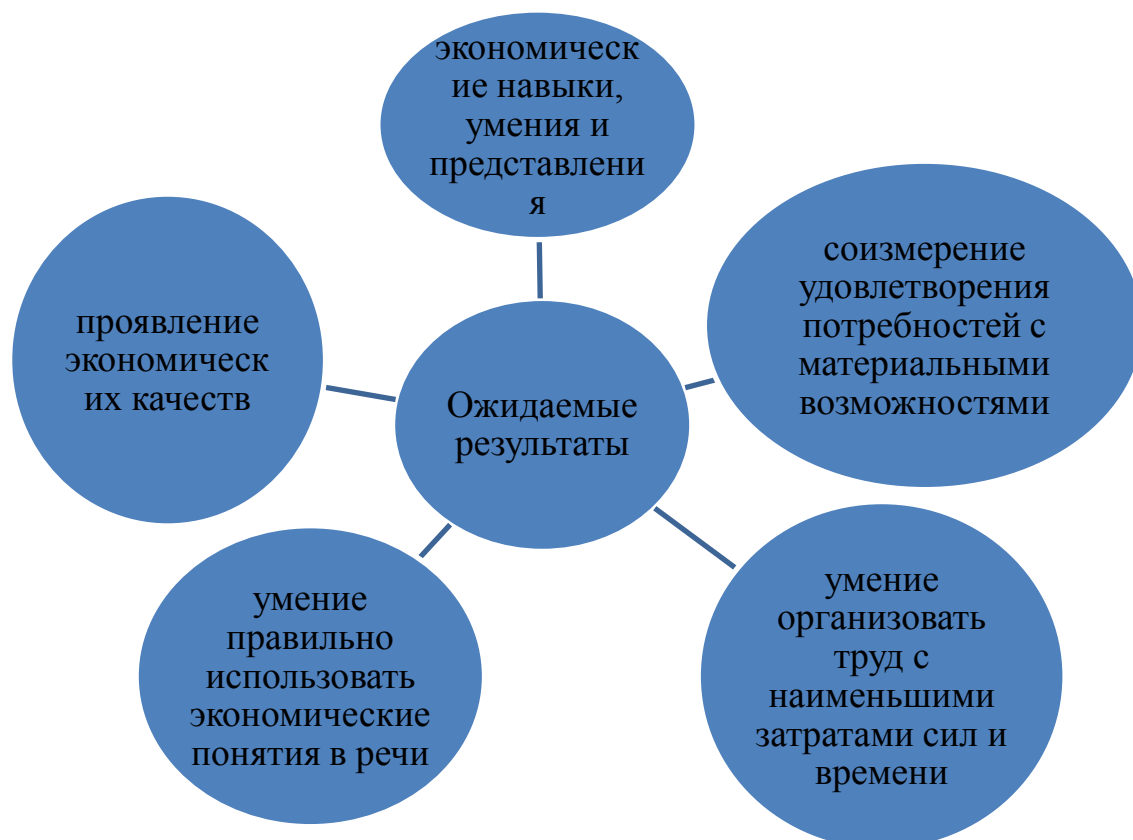 экономическ
ие навыки,
умения и
представлени
я
соизмерение
удовлетворения
потребностей с
материальными
возможностями
проявление
экономическ
их качеств
Ожидаемые
результаты
умение
правильно
использовать
экономические
понятия в речи
умение
организовать
труд с
наименьшими
затратами сил и
времени